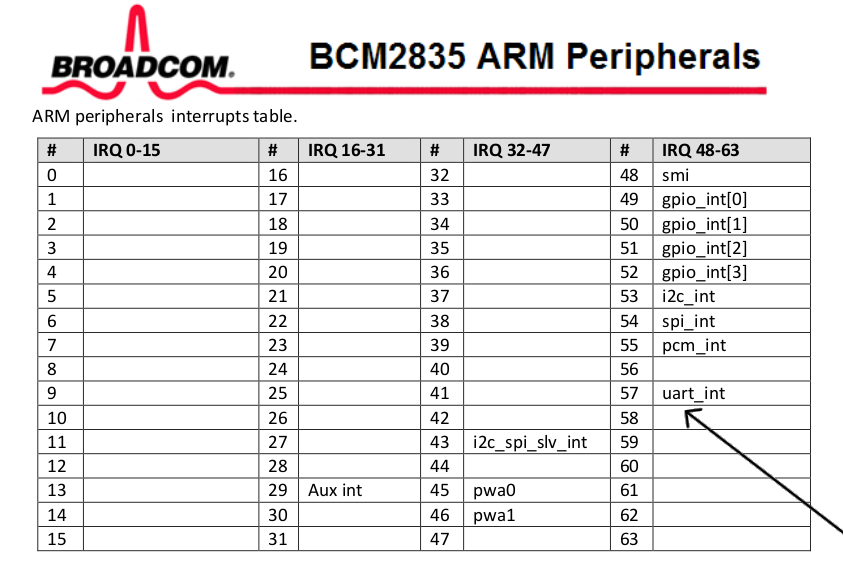 BROADCOM.
BCM2835 ARM Peripherals
ARM peripherals interrupts table.
# IRQ 0-15 # IRQ 16-31 # IRQ 32-47 # IRQ 48-63
0 16 32 48 smi
1 17 33 49 gpio_int[0]
2 18 34 50 gpio_int[1]
3 19 35 51 gpio_int[2]
4 20 36 52 gpio_int[3]
5 21 37 53 i2c_int
6 22 38 54 spi_int
7 23 39 55 pcm_int
8 24 40 56
9 25 41 57 uart_int
10 26 42 58
11 27 43 i2c_spi_slv_int 59
12 28 44 60
13 29 Aux int 45 pwa0 61
14 30 46 pwa1 62
15 31 47 63